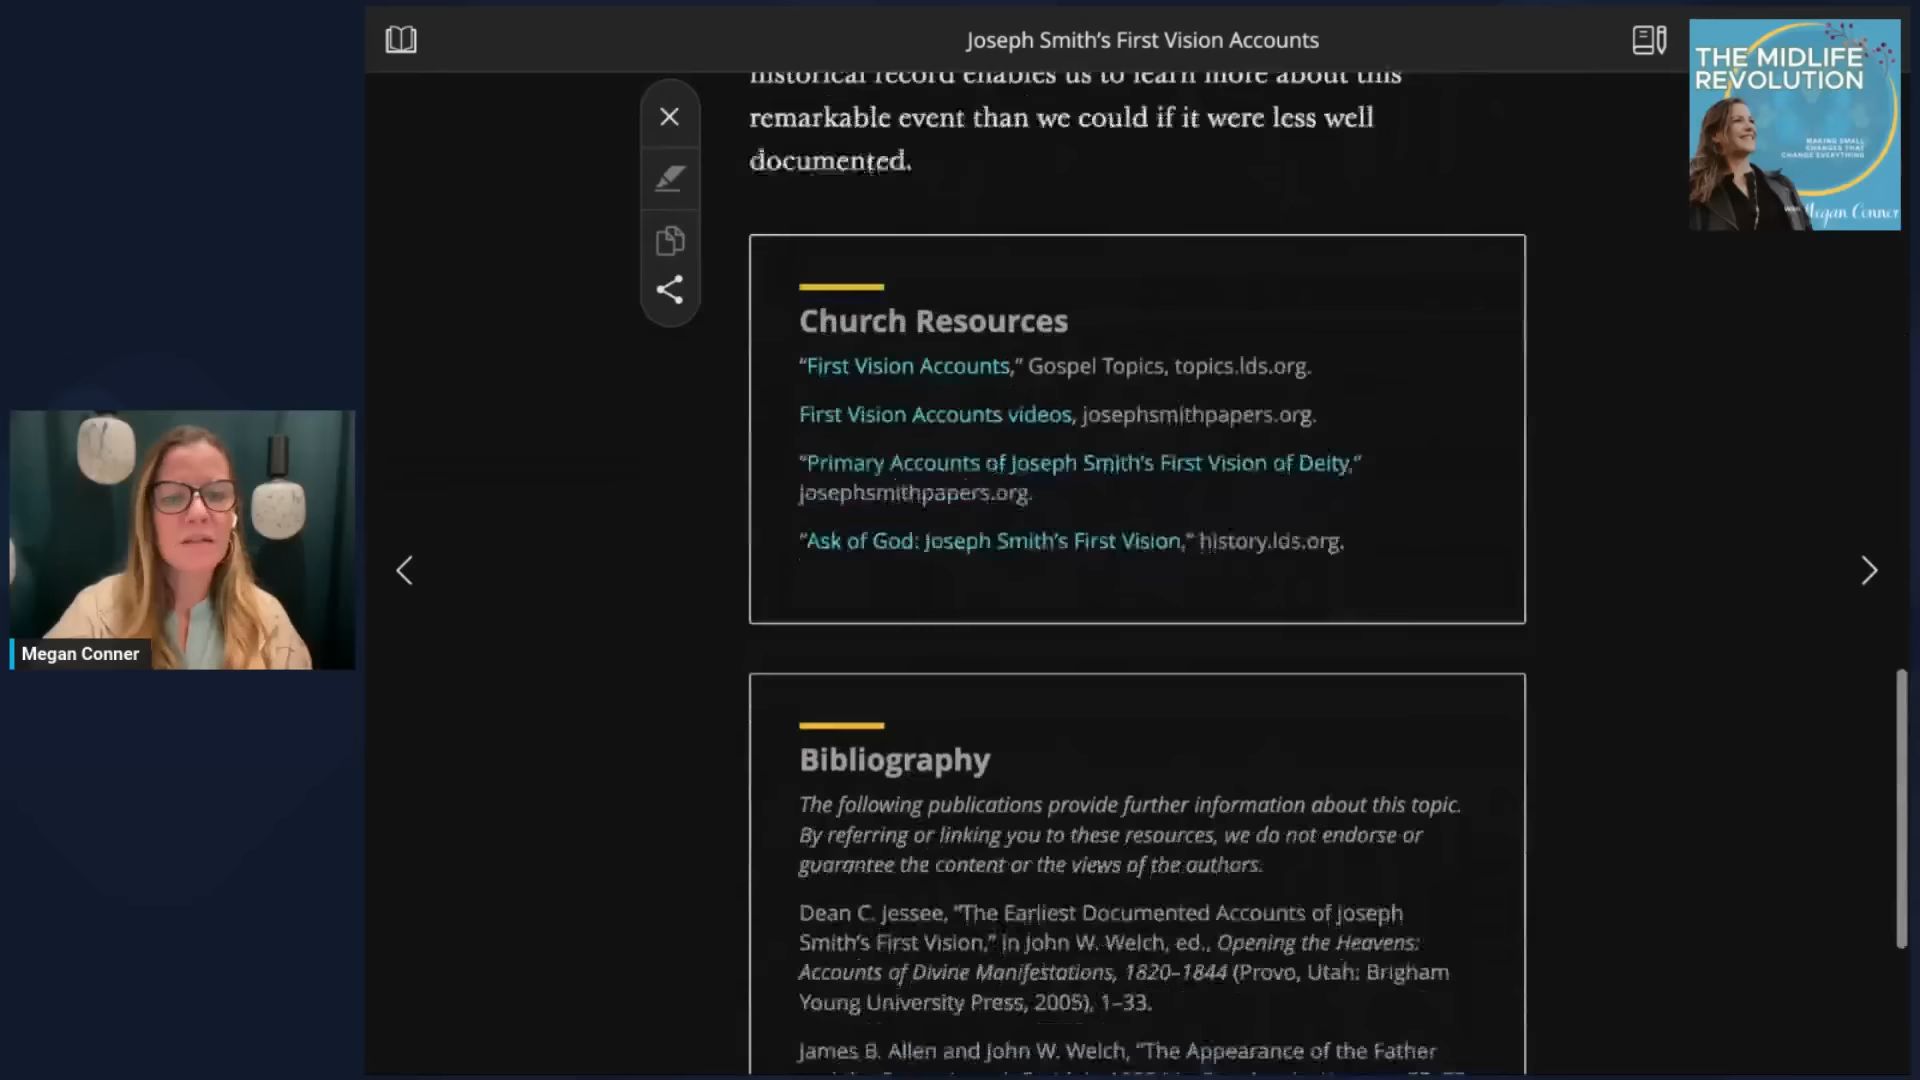 Joseph Smith's First Vision Accounts
historical record enables us to learn more about this
remarkable event than we could if it were less well
documented.
Church Resources
"First Vision Accounts," Gospel Topics, topics.lds.org.
First Vision Accounts videos, josephsmithpapers.org.
"Primary Accounts of Joseph Smith's First Vision of Deity,"
josephsmithpapers.org.
"Ask of God: Joseph Smith's First Vision," history.lds.org.
Bibliography
The following publications provide further information about this topic.
By referring or linking you to these resources, we do not endorse or
guarantee the content or the views of the authors.
Dean C. Jessee, "The Earliest Documented Accounts of Joseph
Smith's First Vision," in John W. Welch, ed., Opening the Heavens:
Accounts of Divine Manifestations, 1820–1844 (Provo, Utah: Brigham
Young University Press, 2005), 1–33.
James B. Allen and John W. Welch, "The Appearance of the Father
THE MIDLIFE
REVOLUTION
MAKING SMALL
CHANGES THAT
CHANGE EVERYTHING
with Megan Conner
Megan Conner